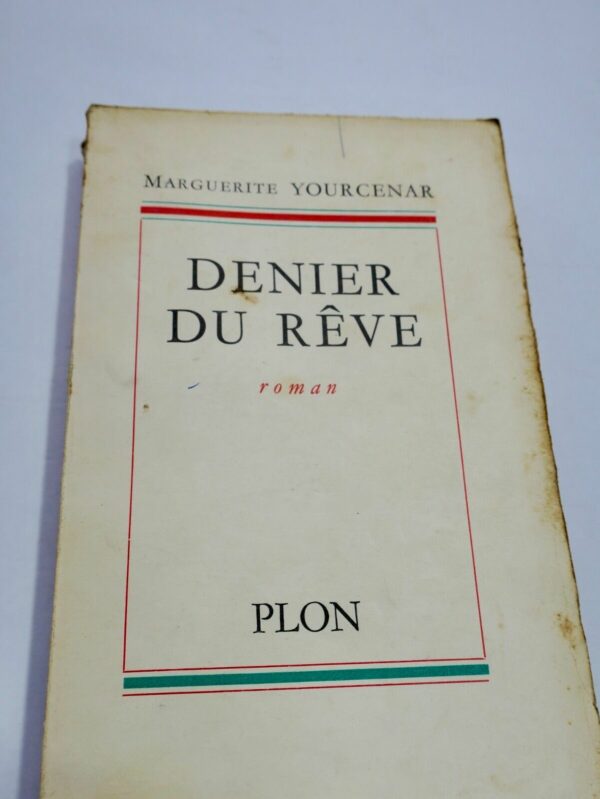 MARGUERITE YOURCENAR
DENIER
DU RÊVE
roman
PLON